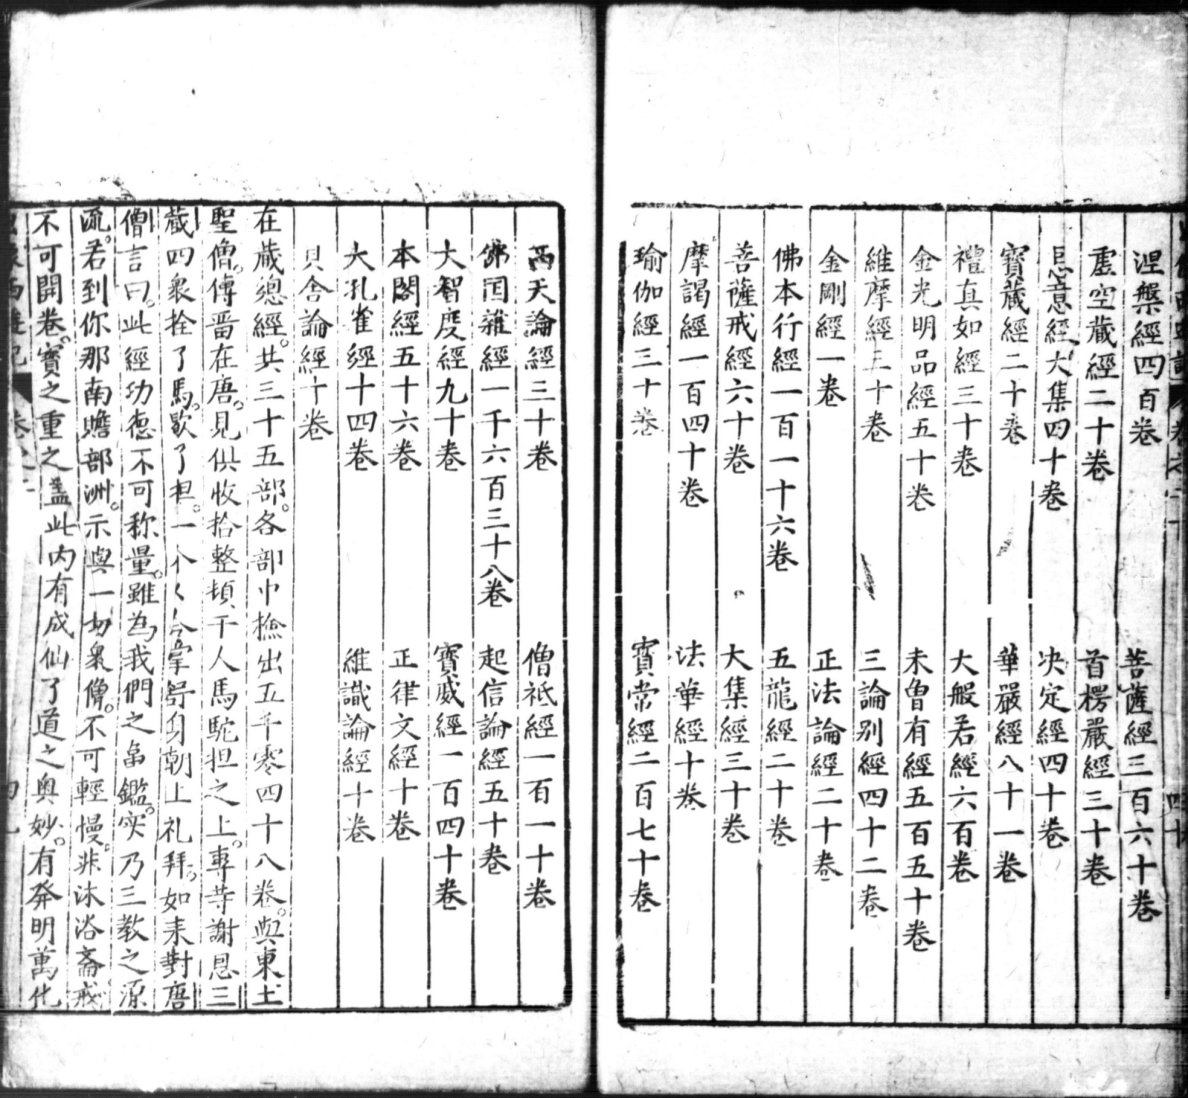 涅槃經四百卷　菩薩經三百六十卷
虛空藏經二十卷　首楞嚴經三十卷
恩意經大集四十卷　决定經四十卷
寶藏經二十卷　華嚴經八十一卷
禮真如經三十卷　大般若經六百卷
金光明品經五十卷　未曾有經五百五十卷
維摩經三十卷　三論别經四十二卷
金剛經一卷　正法論經二十卷
佛本行經一百一十六卷　五龍經二十卷
菩薩戒經六十卷　大集經三十卷
摩謁經一百四十卷　法華經十卷
瑜伽經三十卷　寶常經二百七十卷
西天論經三十卷　僧祇經一百一十卷
佛国雜經一千六百三十八卷　起信論經五十卷
大智度經九十卷　寳威經一百四十卷
本閣經五十六卷　正律文經十卷
大孔雀經十四卷　維識論經十卷
貝舍論經十卷
在藏總經。共三十五部。各部中撿出五千零四十八卷。與東土
聖僧。傳畱在唐。見供收拾整頓于人馬駝担之上。專等謝恩。三
藏四衆拴了馬。歇了担。一个〻合掌躬身。朝上礼拜。如来對唐
僧言曰。此經功德。不可称量。雖為我們之龜鑑。实乃三教之源
流。若到你那南贍部洲。示與一切衆僧。不可輕慢。非沐浴齋戒
不可開卷。寳之重之。盖此内有成仙了道之奥妙。有發明萬化